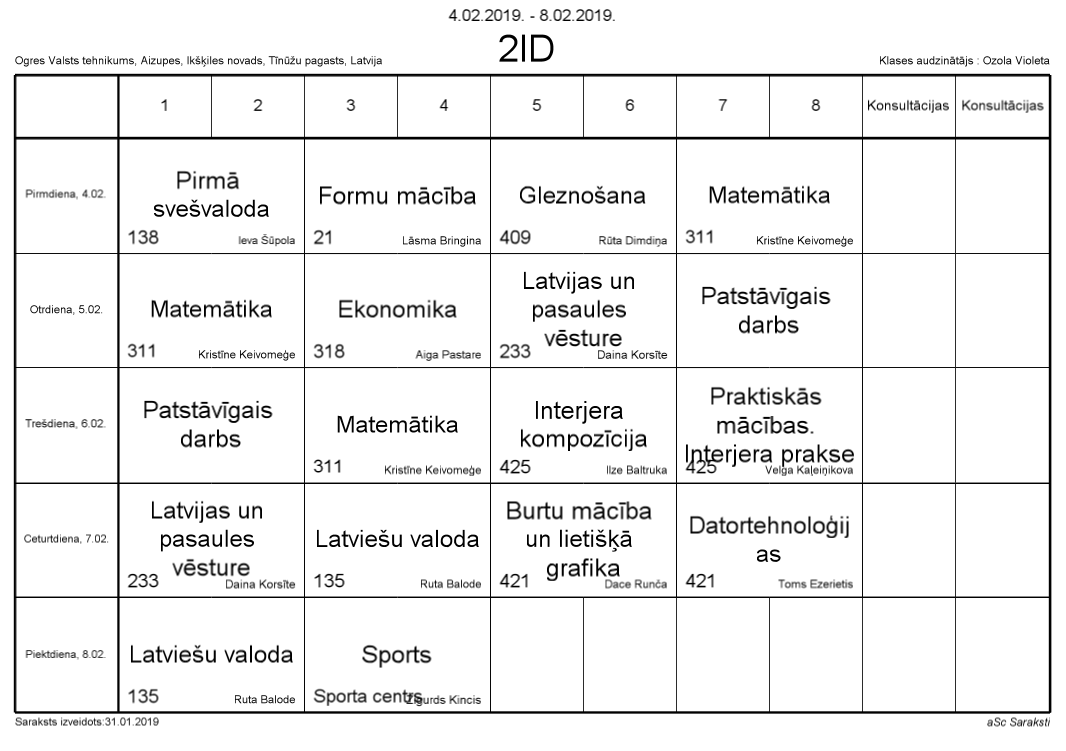 4.02.2019. - 8.02.2019.
2ID
Ogres Valsts tehnikums, Aizupes, Ikšķiles novads, Tīnūžu pagasts, Latvija
Klases audzinātājs : Ozola Violeta
1 2 3 4 5 6 7 8 Konsultācijas Konsultācijas
Pirmdiena, 4.02.
Pirmā
svešvaloda
138 Ieva Šūpola
Formu mācība
21 Lāsma Bringina
Gleznošana
409 Rūta Dimdiņa
Matemātika
311 Kristīne Keivomeģe
Otrdiena, 5.02.
Matemātika
311 Kristīne Keivomeģe
Ekonomika
318 Aiga Pastare
Latvijas un
pasaules
vēsture
233 Daina Korsīte
Patstāvīgais
darbs
Trešdiena, 6.02.
Patstāvīgais
darbs
Matemātika
311 Kristīne Keivomeģe
Interjera
kompozīcija
425 Ilze Baltruka
Praktiskās
mācības.
Interjera prakse
425 Velga Kaļeiņikova
Ceturtdiena, 7.02.
Latvijas un
pasaules
vēsture
233 Daina Korsīte
Latviešu valoda
135 Ruta Balode
Burtu mācība
un lietišķā
grafika
421 Dace Runča
Datortehnoloģij
as
421 Toms Ezerietis
Piektdiena, 8.02.
Latviešu valoda
135 Ruta Balode
Sports
Sporta centrs Zigurds Kincis
Saraksts izveidots:31.01.2019
aSc Saraksti